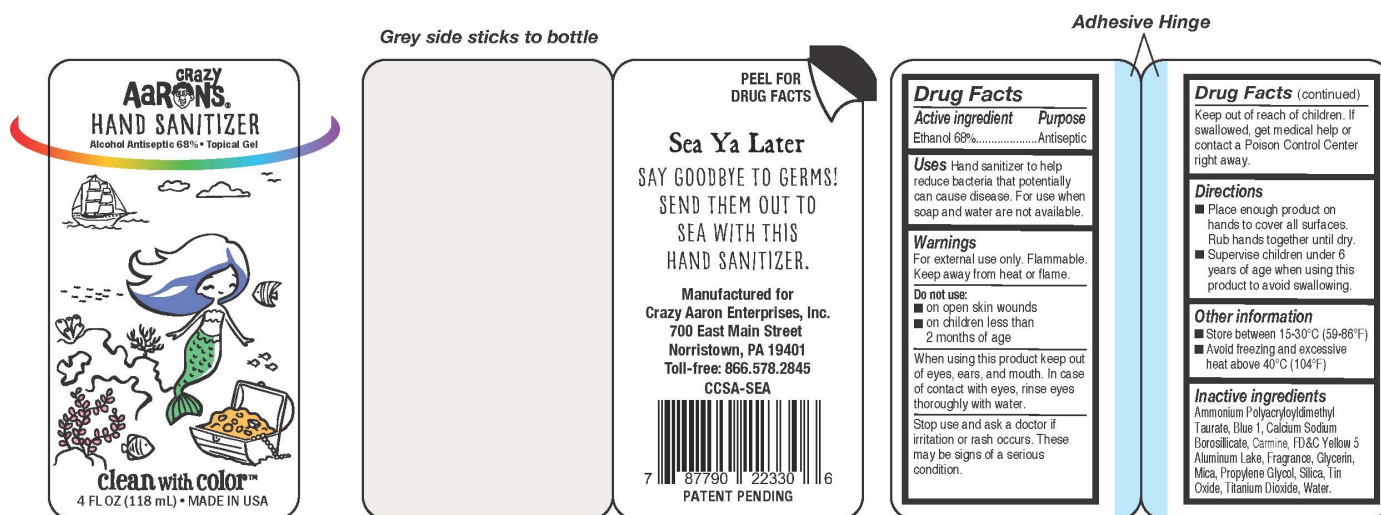 CRaZy
AaRONS®
HAND SANITIZER
Alcohol Antiseptic 68% • Topical Gel
clean with color™
4 FL OZ (118 mL) • MADE IN USA
Grey side sticks to bottle
PEEL FOR
DRUG FACTS
Sea Ya Later
SAY GOODBYE TO GERMS!
SEND THEM OUT TO
SEA WITH THIS
HAND SANITIZER.
Manufactured for
Crazy Aaron Enterprises, Inc.
700 East Main Street
Norristown, PA 19401
Toll-free: 866.578.2845
CCSA-SEA
7 87790 22330 6
PATENT PENDING
Adhesive Hinge
Drug Facts
Active ingredient Purpose
Ethanol 68%....................Antiseptic
Uses Hand sanitizer to help
reduce bacteria that potentially
can cause disease. For use when
soap and water are not available.
Warnings
For external use only. Flammable.
Keep away from heat or flame.
Do not use:
■ on open skin wounds
■ on children less than
2 months of age
When using this product keep out
of eyes, ears, and mouth. In case
of contact with eyes, rinse eyes
thoroughly with water.
Stop use and ask a doctor if
irritation or rash occurs. These
may be signs of a serious
condition.
Drug Facts (continued)
Keep out of reach of children. If
swallowed, get medical help or
contact a Poison Control Center
right away.
Directions
■ Place enough product on
hands to cover all surfaces.
Rub hands together until dry.
■ Supervise children under 6
years of age when using this
product to avoid swallowing.
Other information
■ Store between 15-30°C (59-86°F)
■ Avoid freezing and excessive
heat above 40°C (104°F)
Inactive ingredients
Ammonium Polyacryloyldimethyl
Taurate, Blue 1, Calcium Sodium
Borosillicate, Carmine, FD&C Yellow 5
Aluminum Lake, Fragrance, Glycerin,
Mica, Propylene Glycol, Silica, Tin
Oxide, Titanium Dioxide, Water.